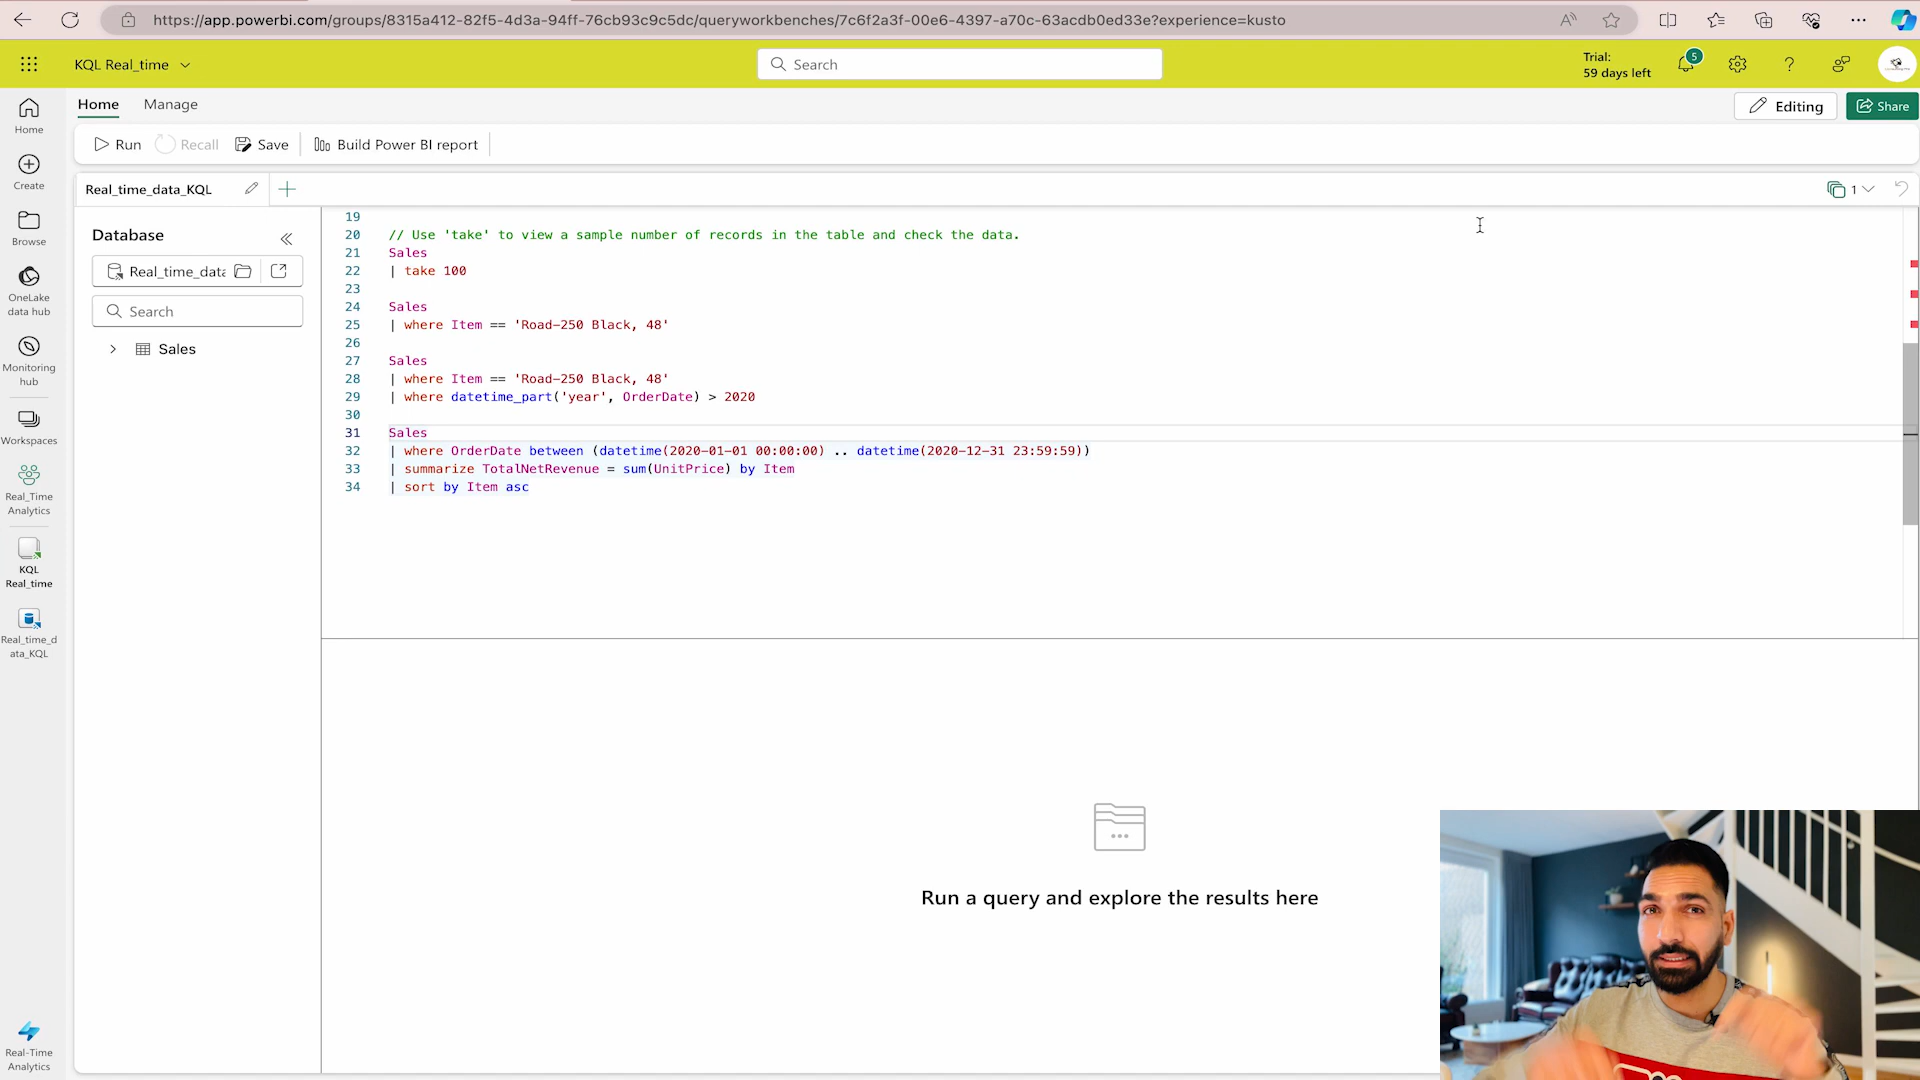 https://app.powerbi.com/groups/8315a412-82f5-4d3a-94ff-76cb93c9c5dc/queryworkbenches/7c6f2a3f-00e6-4397-a70c-63acdb0ed33e?experience=kusto
KQL Real_time
Search
Trial:
59 days left
5
Home
Manage
Editing
Share
Run
Recall
Save
Build Power BI report
Real_time_data_KQL
1
Home
Create
Browse
OneLake
data hub
Monitoring
hub
Workspaces
Real_Time
Analytics
KQL
Real_time
Real_time_d
ata_KQL
Real-Time
Analytics
Database
Real_time_data
Search
Sales
19
20 // Use 'take' to view a sample number of records in the table and check the data.
21 Sales
22 | take 100
23
24 Sales
25 | where Item == 'Road-250 Black, 48'
26
27 Sales
28 | where Item == 'Road-250 Black, 48'
29 | where datetime_part('year', OrderDate) > 2020
30
31 Sales
32 | where OrderDate between (datetime(2020-01-01 00:00:00) .. datetime(2020-12-31 23:59:59))
33 | summarize TotalNetRevenue = sum(UnitPrice) by Item
34 | sort by Item asc
Run a query and explore the results here